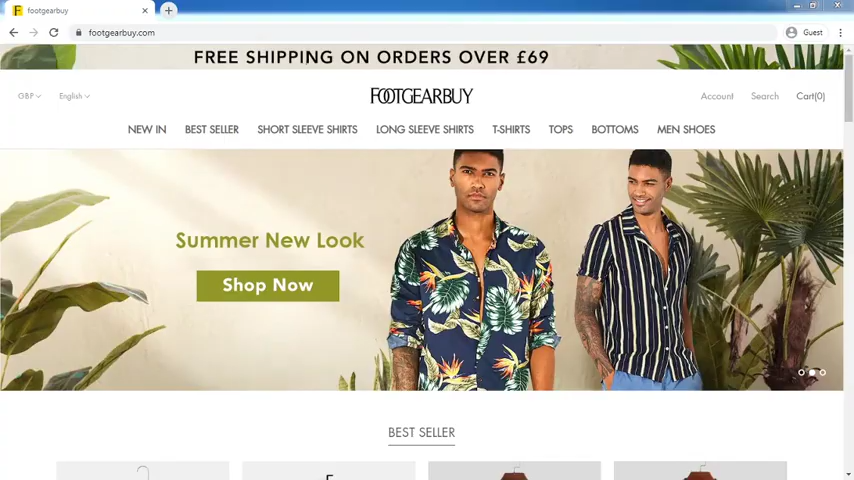 F footgearbuy
footgearbuy.com
Guest
FREE SHIPPING ON ORDERS OVER £69
GBP English FOOTGEARBUY Account Search Cart(0)
NEW IN BEST SELLER SHORT SLEEVE SHIRTS LONG SLEEVE SHIRTS T-SHIRTS TOPS BOTTOMS MEN SHOES
Summer New Look
Shop Now
BEST SELLER